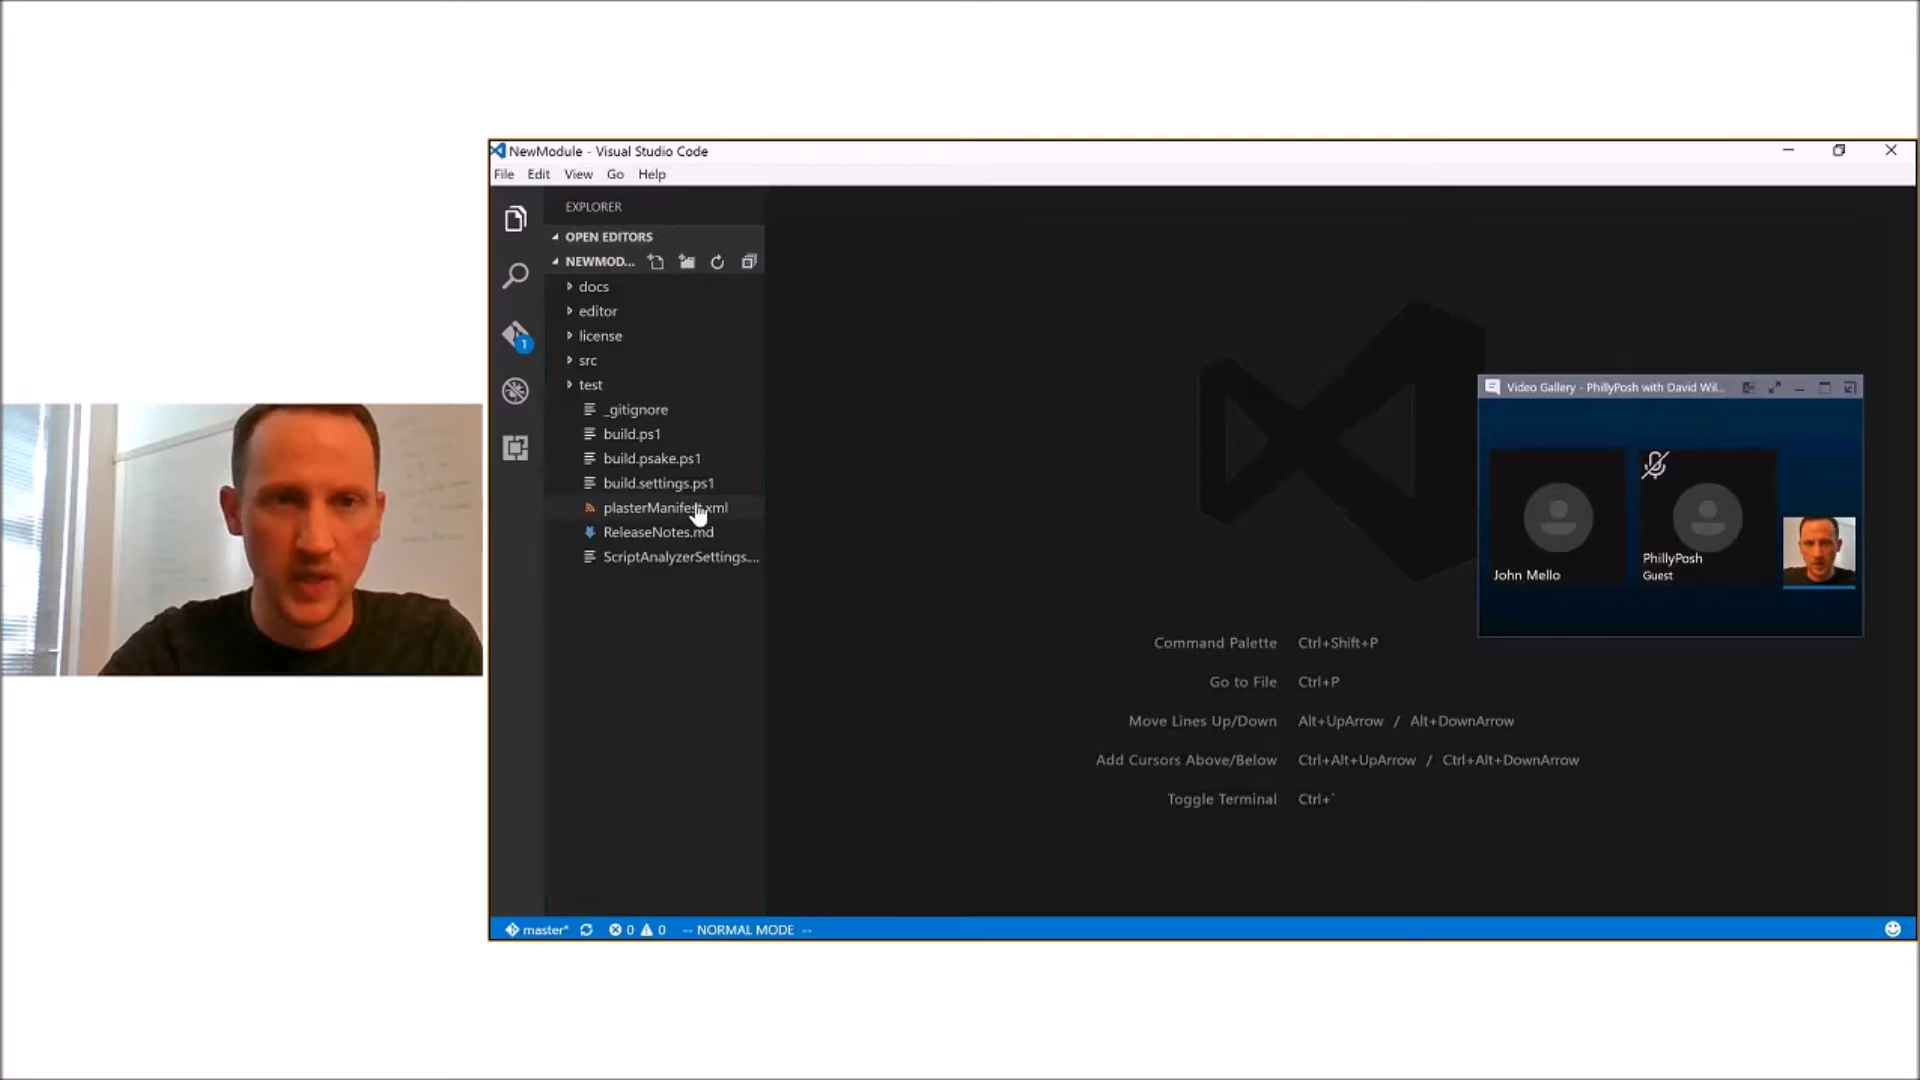 NewModule - Visual Studio Code
File Edit View Go Help
EXPLORER
OPEN EDITORS
NEWMOD...
docs
editor
license
src
test
_gitignore
build.ps1
build.psake.ps1
build.settings.ps1
plasterManifest.xml
ReleaseNotes.md
ScriptAnalyzerSettings....
1
Video Gallery - PhillyPosh with David Wil...
John Mello
PhillyPosh
Guest
Command Palette Ctrl+Shift+P
Go to File Ctrl+P
Move Lines Up/Down Alt+UpArrow / Alt+DownArrow
Add Cursors Above/Below Ctrl+Alt+UpArrow / Ctrl+Alt+DownArrow
Toggle Terminal Ctrl+`
master* 0 0 -- NORMAL MODE --